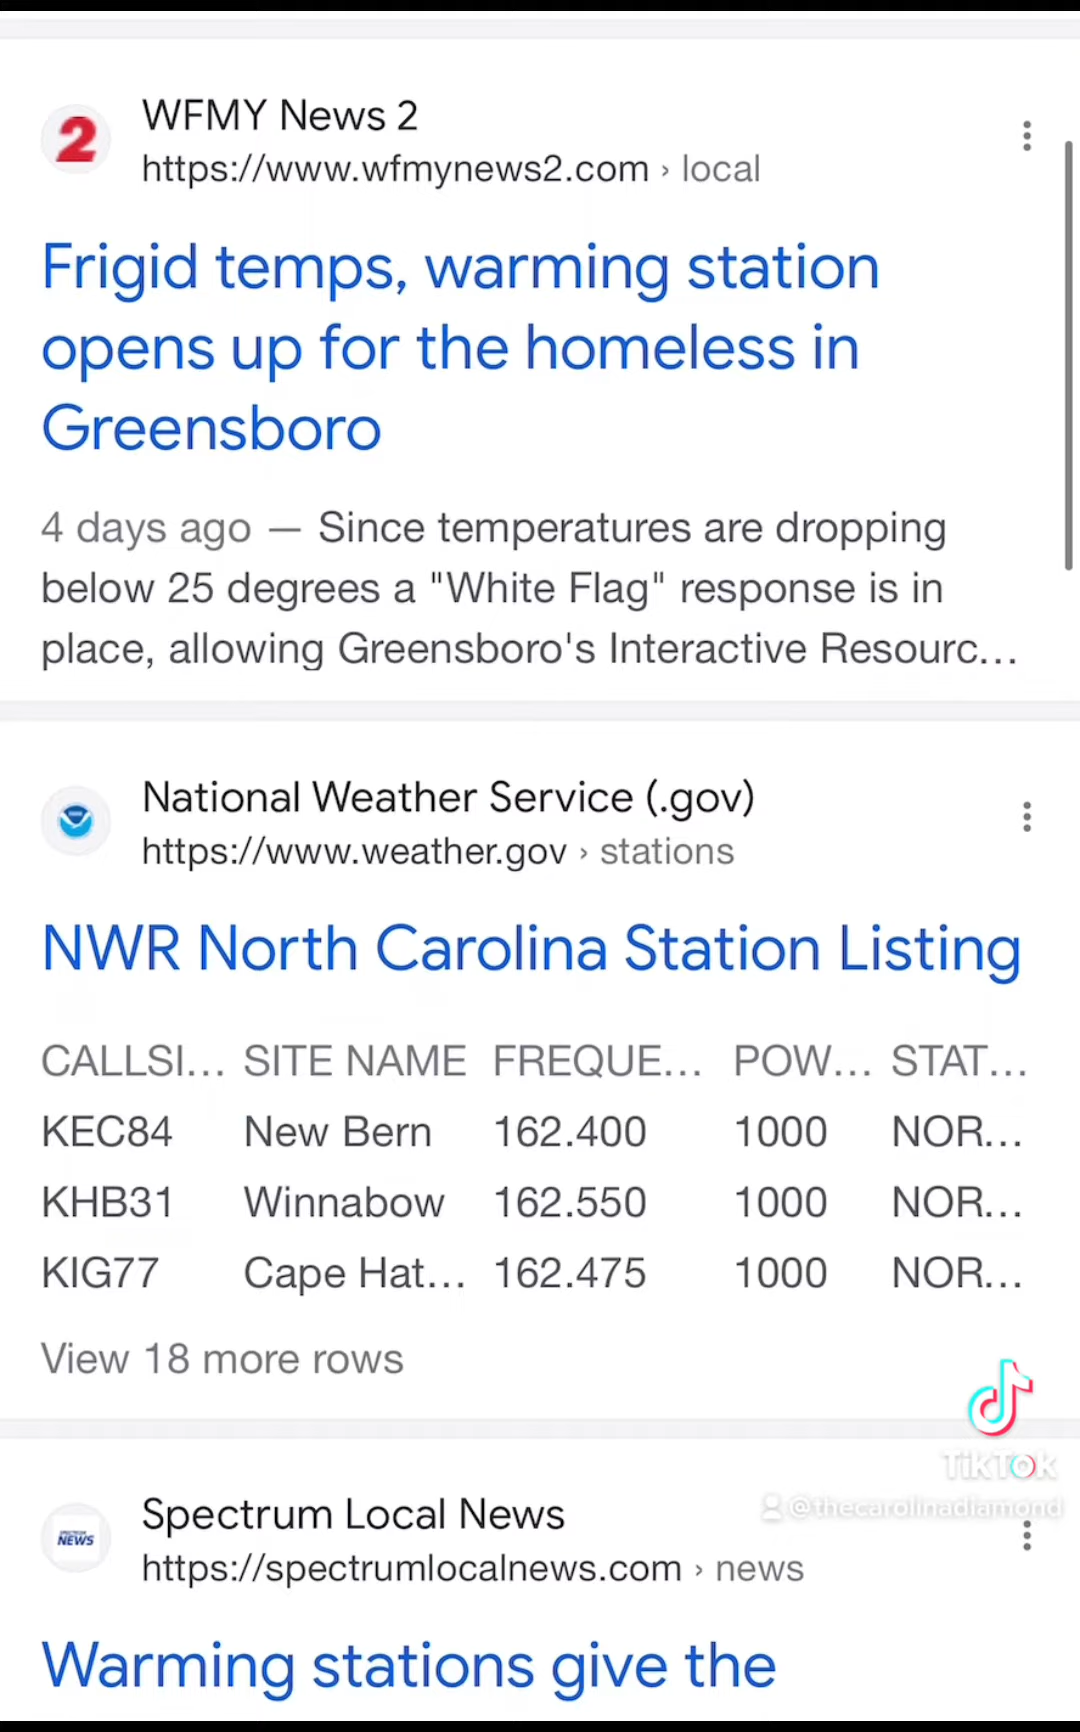 2
WFMY News 2
https://www.wfmynews2.com › local
Frigid temps, warming station
opens up for the homeless in
Greensboro
4 days ago — Since temperatures are dropping
below 25 degrees a "White Flag" response is in
place, allowing Greensboro's Interactive Resourc...
National Weather Service (.gov)
https://www.weather.gov › stations
NWR North Carolina Station Listing
CALLSI... SITE NAME FREQUE... POW... STAT...
KEC84 New Bern 162.400 1000 NOR...
KHB31 Winnabow 162.550 1000 NOR...
KIG77 Cape Hat... 162.475 1000 NOR...
View 18 more rows
TikTok
@thecarolinadiamond
SPECTRUM
NEWS
Spectrum Local News
https://spectrumlocalnews.com › news
Warming stations give the